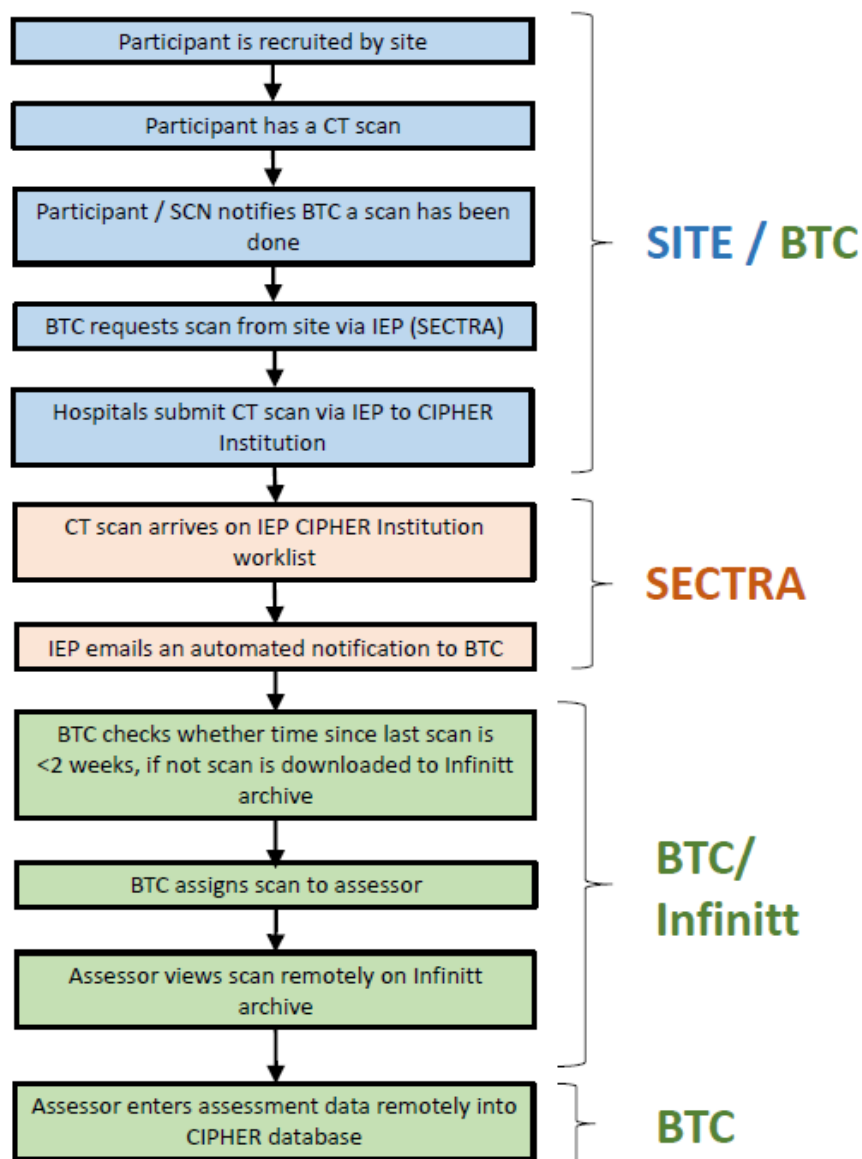 Participant is recruited by site
Participant has a CT scan
Participant / SCN notifies BTC a scan has been
done
BTC requests scan from site via IEP (SECTRA)
Hospitals submit CT scan via IEP to CIPHER
Institution
SITE / BTC
CT scan arrives on IEP CIPHER Institution
worklist
IEP emails an automated notification to BTC
SECTRA
BTC checks whether time since last scan is
<2 weeks, if not scan is downloaded to Infinitt
archive
BTC assigns scan to assessor
Assessor views scan remotely on Infinitt
archive
BTC/
Infinitt
Assessor enters assessment data remotely into
CIPHER database
BTC